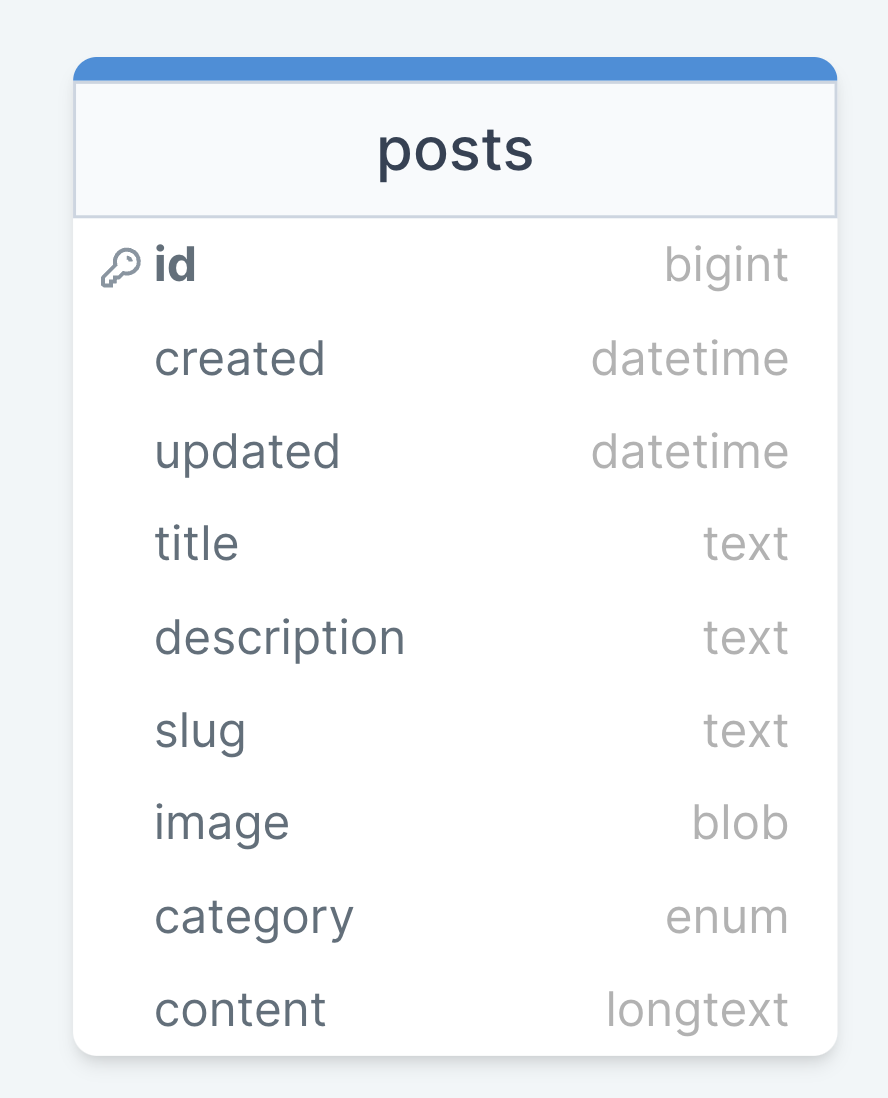 posts
id bigint
created datetime
updated datetime
title text
description text
slug text
image blob
category enum
content longtext